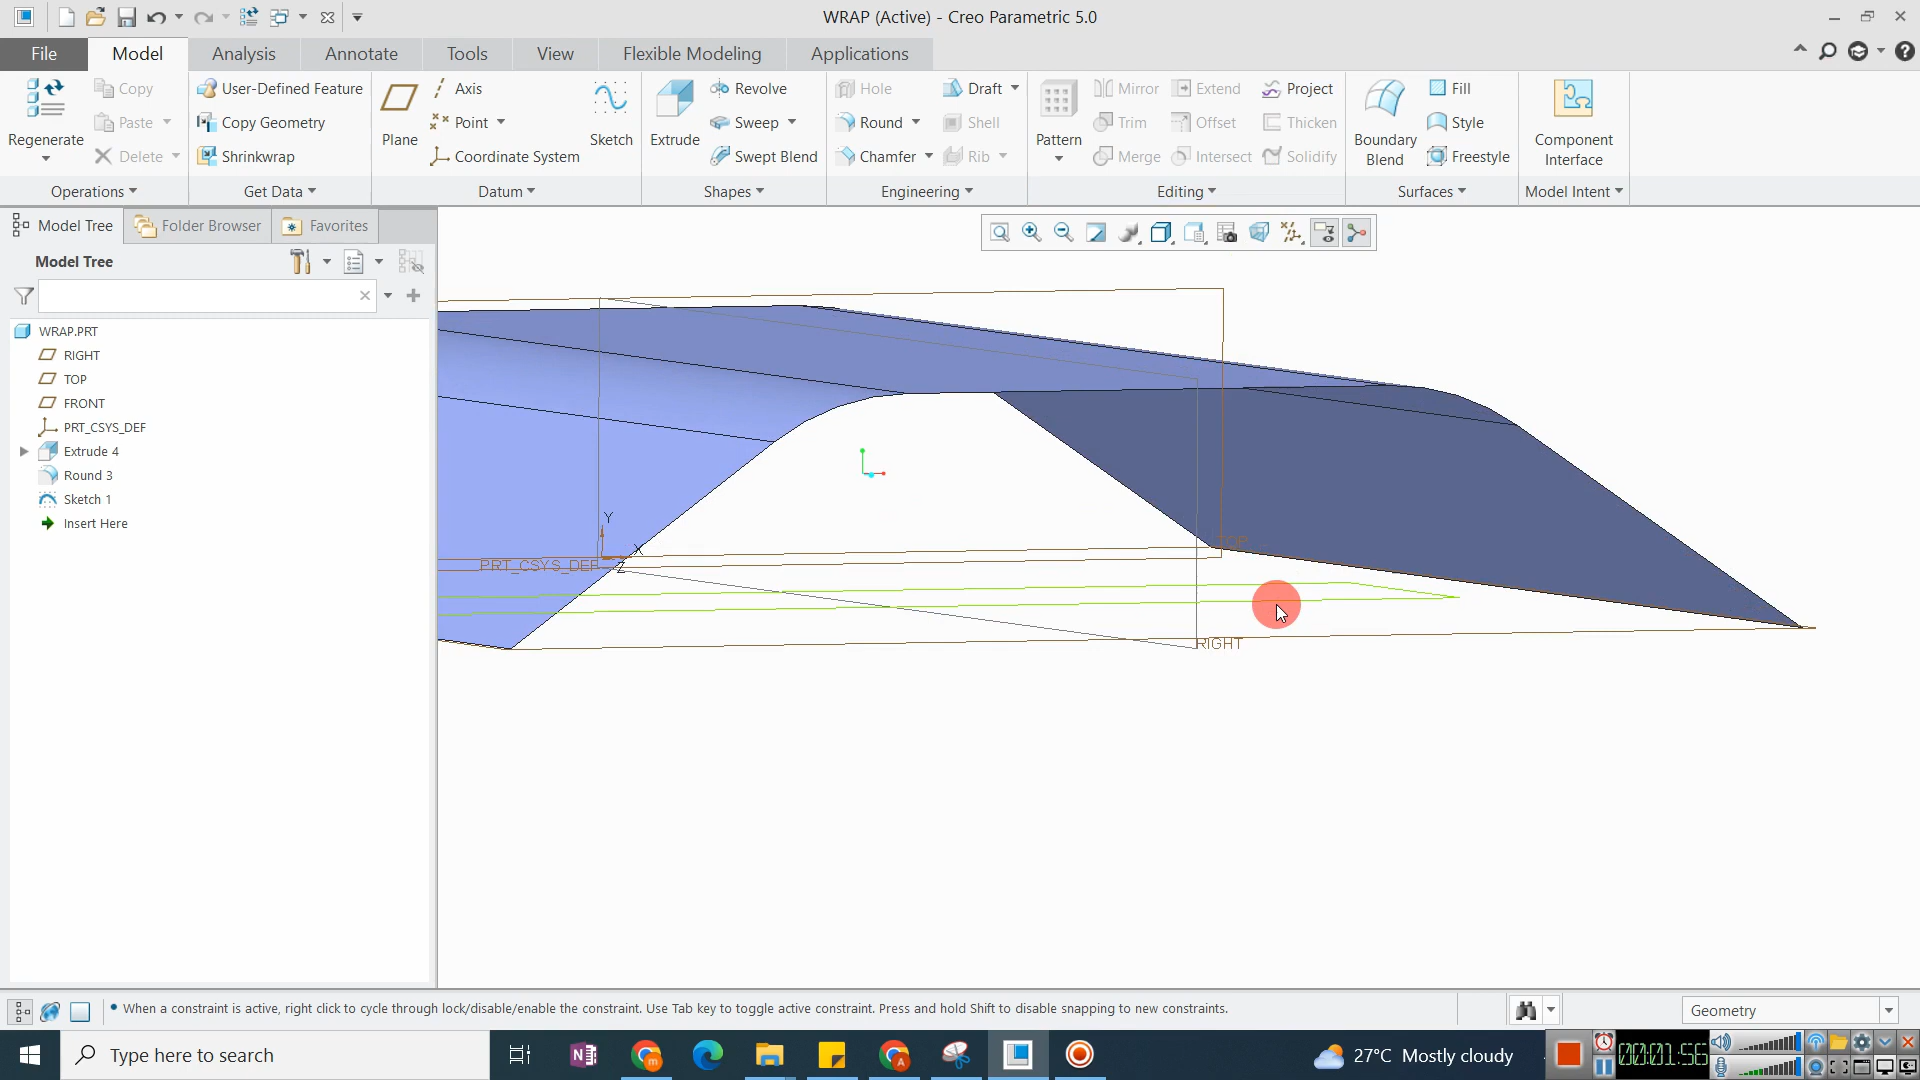 WRAP (Active) - Creo Parametric 5.0
File Model Analysis Annotate Tools View Flexible Modeling Applications
Regenerate
Copy
Paste
Delete
Operations
User-Defined Feature
Copy Geometry
Shrinkwrap
Get Data
Plane
Axis
Point
Coordinate System
Sketch
Datum
Extrude
Revolve
Sweep
Swept Blend
Shapes
Hole
Round
Chamfer
Draft
Shell
Rib
Engineering
Pattern
Mirror
Trim
Merge
Extend
Offset
Intersect
Project
Thicken
Solidify
Editing
Boundary
Blend
Fill
Style
Freestyle
Surfaces
Component
Interface
Model Intent
Model Tree Folder Browser Favorites
Model Tree
WRAP.PRT
RIGHT
TOP
FRONT
PRT_CSYS_DEF
Extrude 4
Round 3
Sketch 1
Insert Here
Y
X
Z
PRT_CSYS_DEF
TOP
RIGHT
• When a constraint is active, right click to cycle through lock/disable/enable the constraint. Use Tab key to toggle active constraint. Press and hold Shift to disable snapping to new constraints.
Geometry
Type here to search
27°C Mostly cloudy
00:01:56